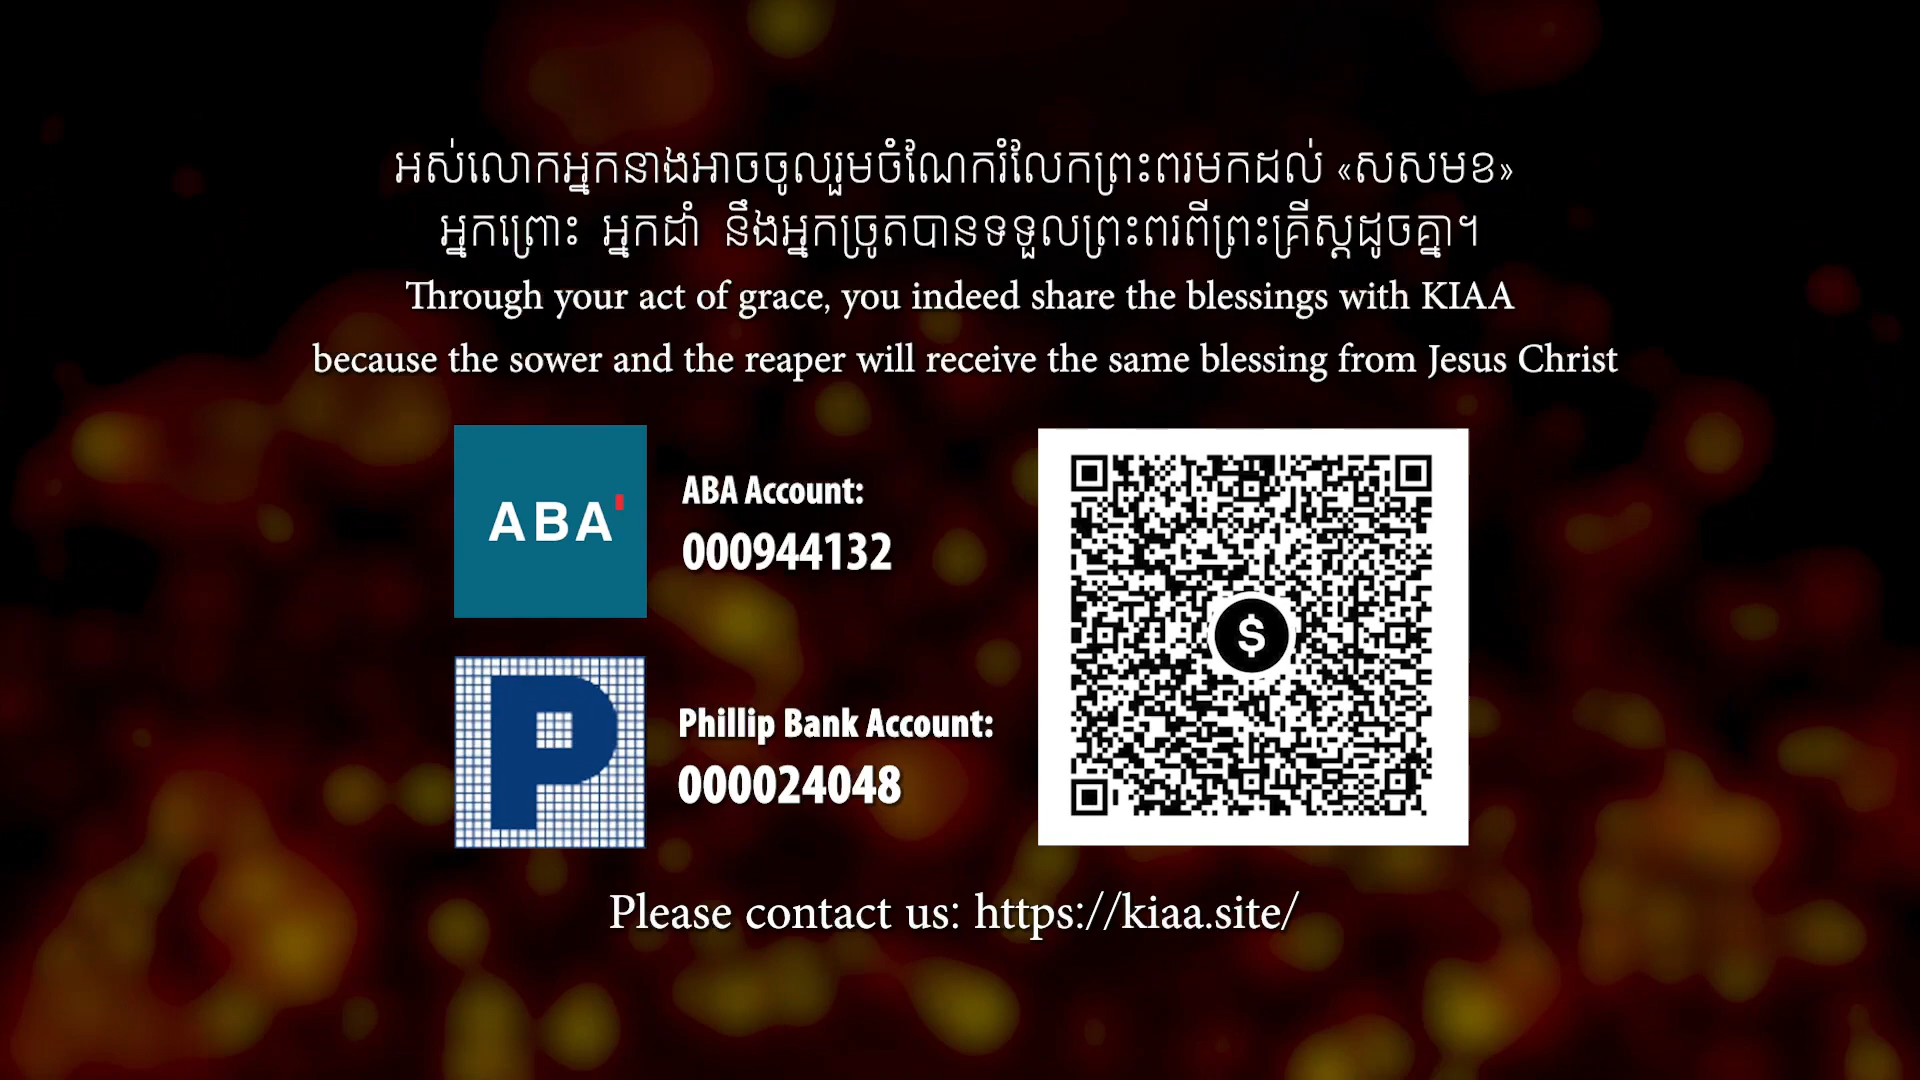 អស់លោកអ្នកនាងអាចចូលរួមចំណែករំលែកព្រះពរមកដល់ «សសមខ»
អ្នកព្រោះ អ្នកដាំ នឹងអ្នកច្រូតបានទទួលព្រះពរពីព្រះគ្រីស្តដូចគ្នា។
Through your act of grace, you indeed share the blessings with KIAA
because the sower and the reaper will receive the same blessing from Jesus Christ
ABA'
ABA Account:
000944132
$
P
Phillip Bank Account:
000024048
Please contact us: https://kiaa.site/